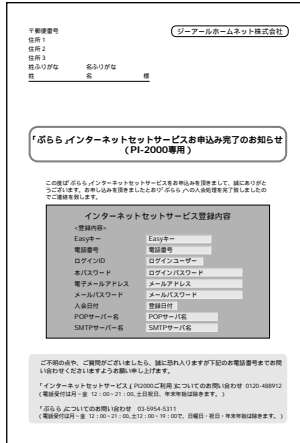 〒郵便番号
住所1
住所2
住所3
姓ふりがな 名ふりがな
姓 名 様
ジーアールホームネット株式会社
「ぷらら」インターネットセットサービスお申込み完了のお知らせ
(PI-2000専用)
この度は「ぷらら」インターネットセットサービスをお申込みを頂きまして、誠にありがと
うございます。お申し込みを頂きましたとおり「ぷらら」への入会処理を完了致しましたの
でご連絡を致します。
インターネットセットサービス登録内容
<登録内容>
Easyキー Easyキー
電話番号 電話番号
ログインID ログインユーザー
本パスワード ログインパスワード
電子メールアドレス メールアドレス
メールパスワード メールパスワード
入会日付 登録日付
POPサーバー名 POPサーバ名
SMTPサーバー名 SMTPサーバ名
ご不明の点や、ご質問がございましたら、誠に恐れ入りますが下記のお電話番号までお問
い合わせくださいますようお願い申し上げます。
「インターネットセットサービス」(PI2000ご利用)についてのお問い合わせ 0120-488912
(電話受付は月-金 12:00-21:00,土日祝日、年末年始は除きます。)
「ぷらら」についてのお問い合わせ 03-5954-5311
(電話受付は月-金 12:00-21:00,土12:00-19:00で、日曜日・祝日・年末年始は除きます。)